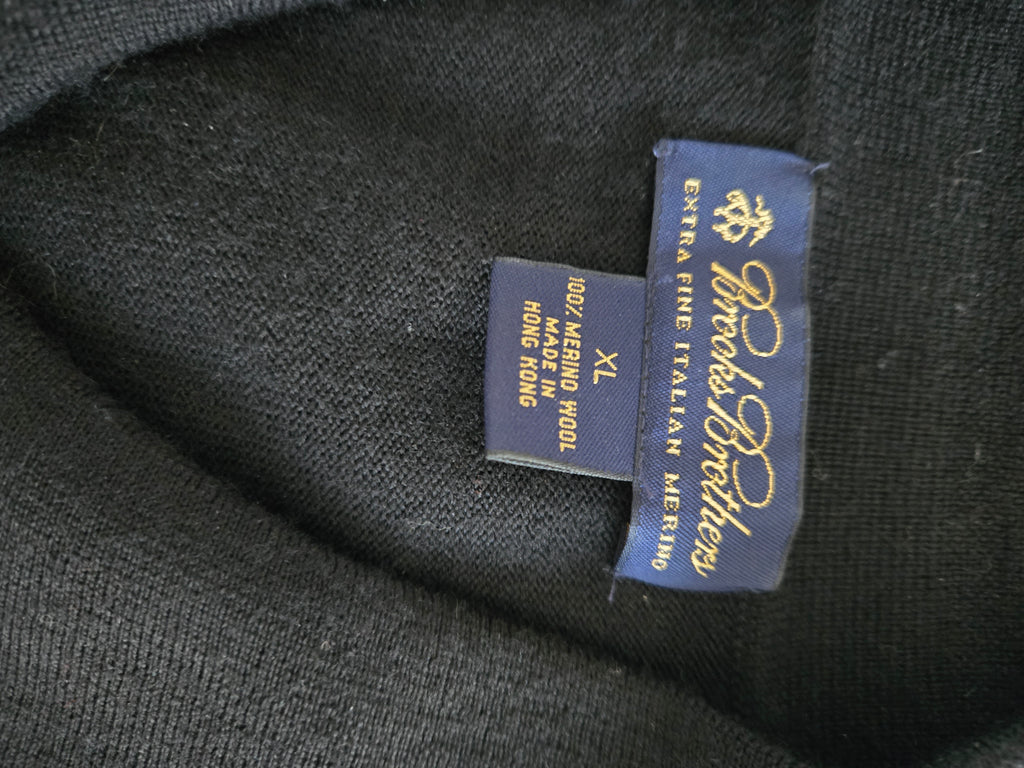 Brooks Brothers
EXTRA FINE ITALIAN MERINO
XL
100% MERINO WOOL
MADE IN
HONG KONG